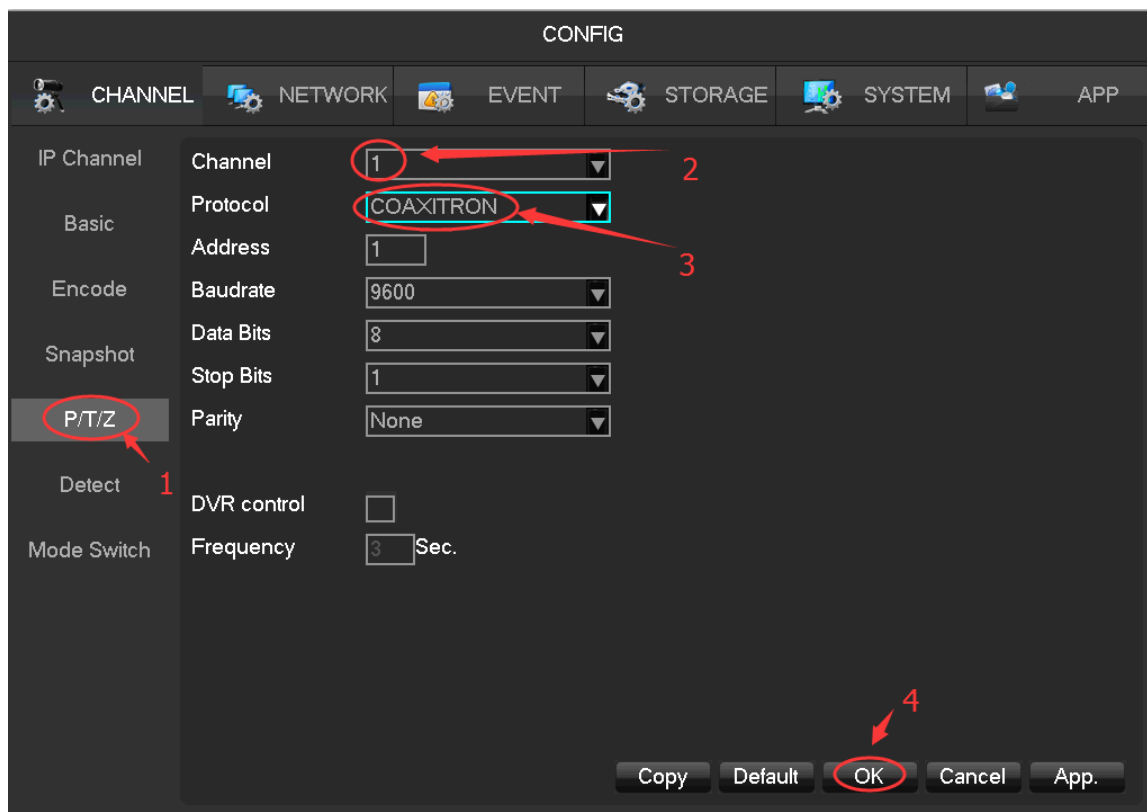 CONFIG
CHANNEL NETWORK EVENT STORAGE SYSTEM APP
IP Channel
Basic
Encode
Snapshot
P/T/Z
1
Detect
Mode Switch
Channel 1
2
Protocol COAXITRON
3
Address 1
Baudrate 9600
Data Bits 8
Stop Bits 1
Parity None
DVR control
Frequency 3 Sec.
4
Copy Default OK Cancel App.